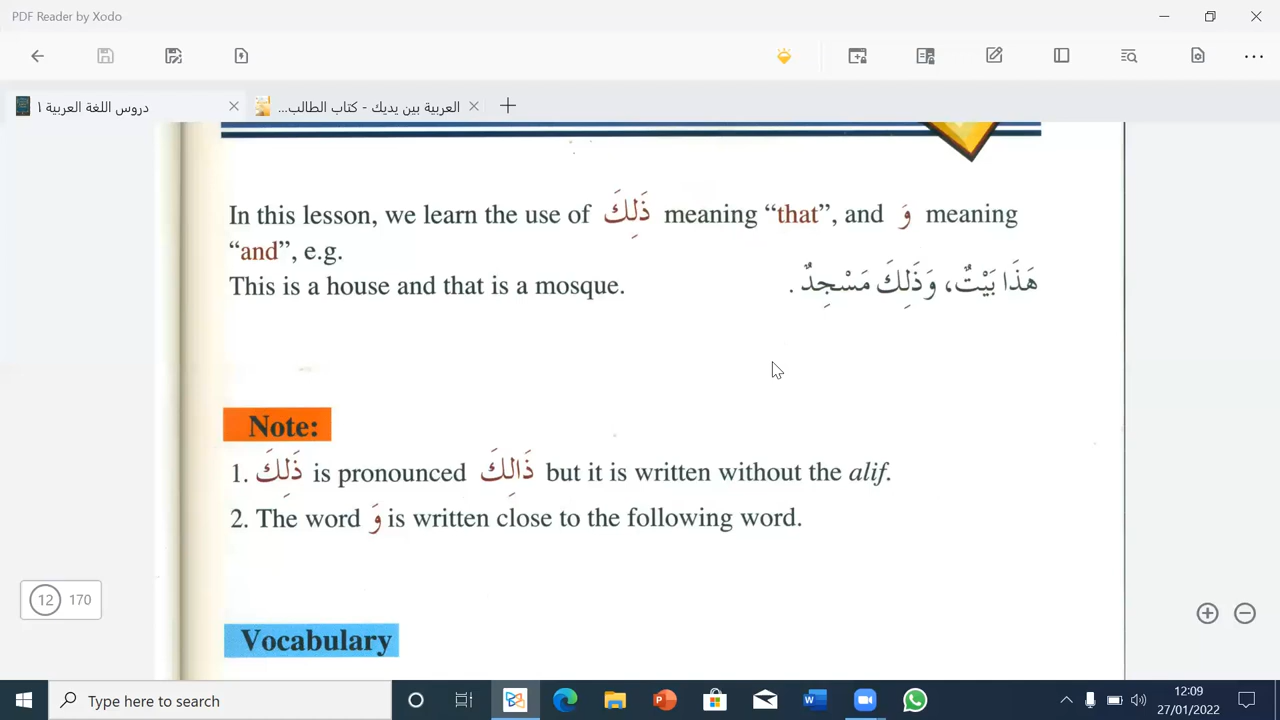 PDF Reader by Xodo
دروس اللغة العربية ١
العربية بين يديك - كتاب الطالب...
In this lesson, we learn the use of ذَلِكَ meaning “that”, and وَ meaning
“and”, e.g.
This is a house and that is a mosque. هَذَا بَيْتٌ، وَذَلِكَ مَسْجِدٌ .
Note:
1. ذَلِكَ is pronounced ذَالِكَ but it is written without the alif.
2. The word وَ is written close to the following word.
12 170
Vocabulary
Type here to search
12:09
27/01/2022